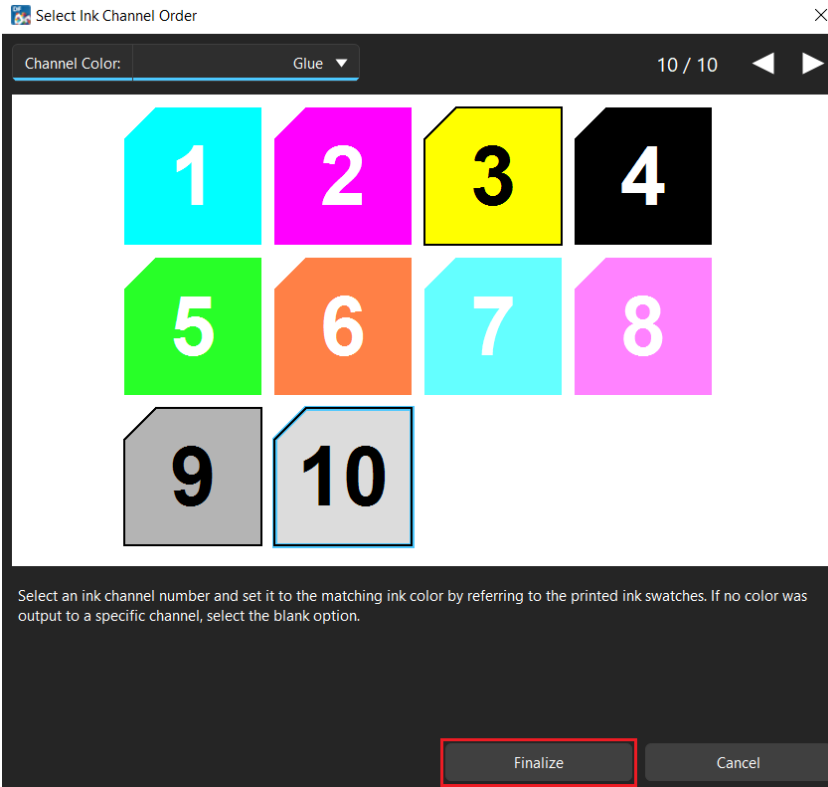 Select Ink Channel Order
Channel Color: Glue 10 / 10
1 2 3 4
5 6 7 8
9 10
Select an ink channel number and set it to the matching ink color by referring to the printed ink swatches. If no color was
output to a specific channel, select the blank option.
Finalize Cancel